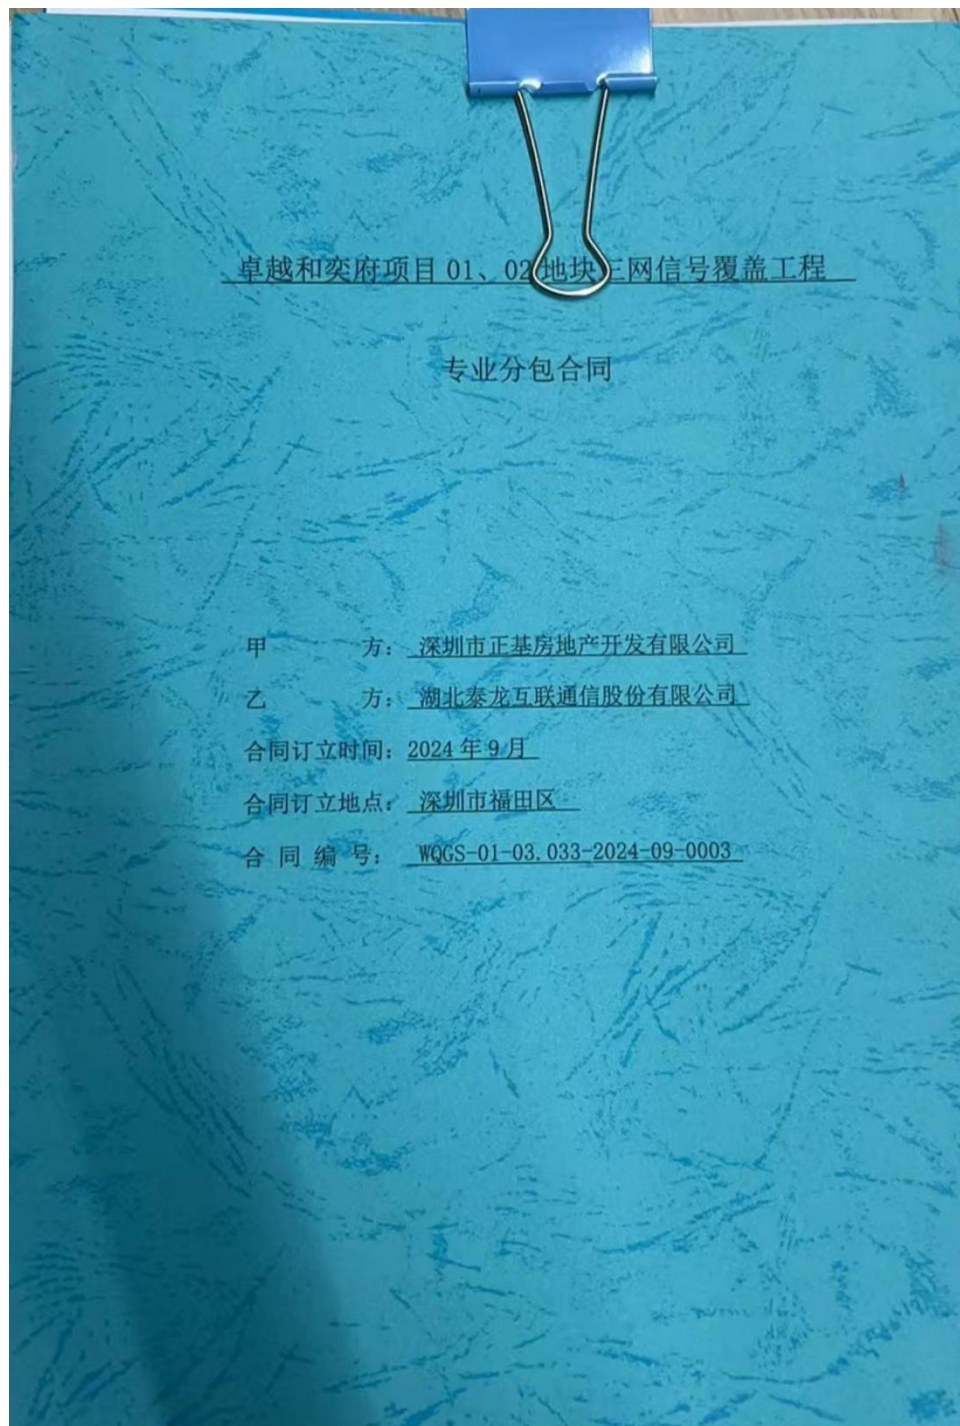 卓越和奕府项目 01、02 地块三网信号覆盖工程
专业分包合同
甲 方：深圳市正基房地产开发有限公司
乙 方：湖北泰龙互联通信股份有限公司
合同订立时间：2024 年 9 月
合同订立地点：深圳市福田区
合 同 编 号：WQGS-01-03.033-2024-09-0003